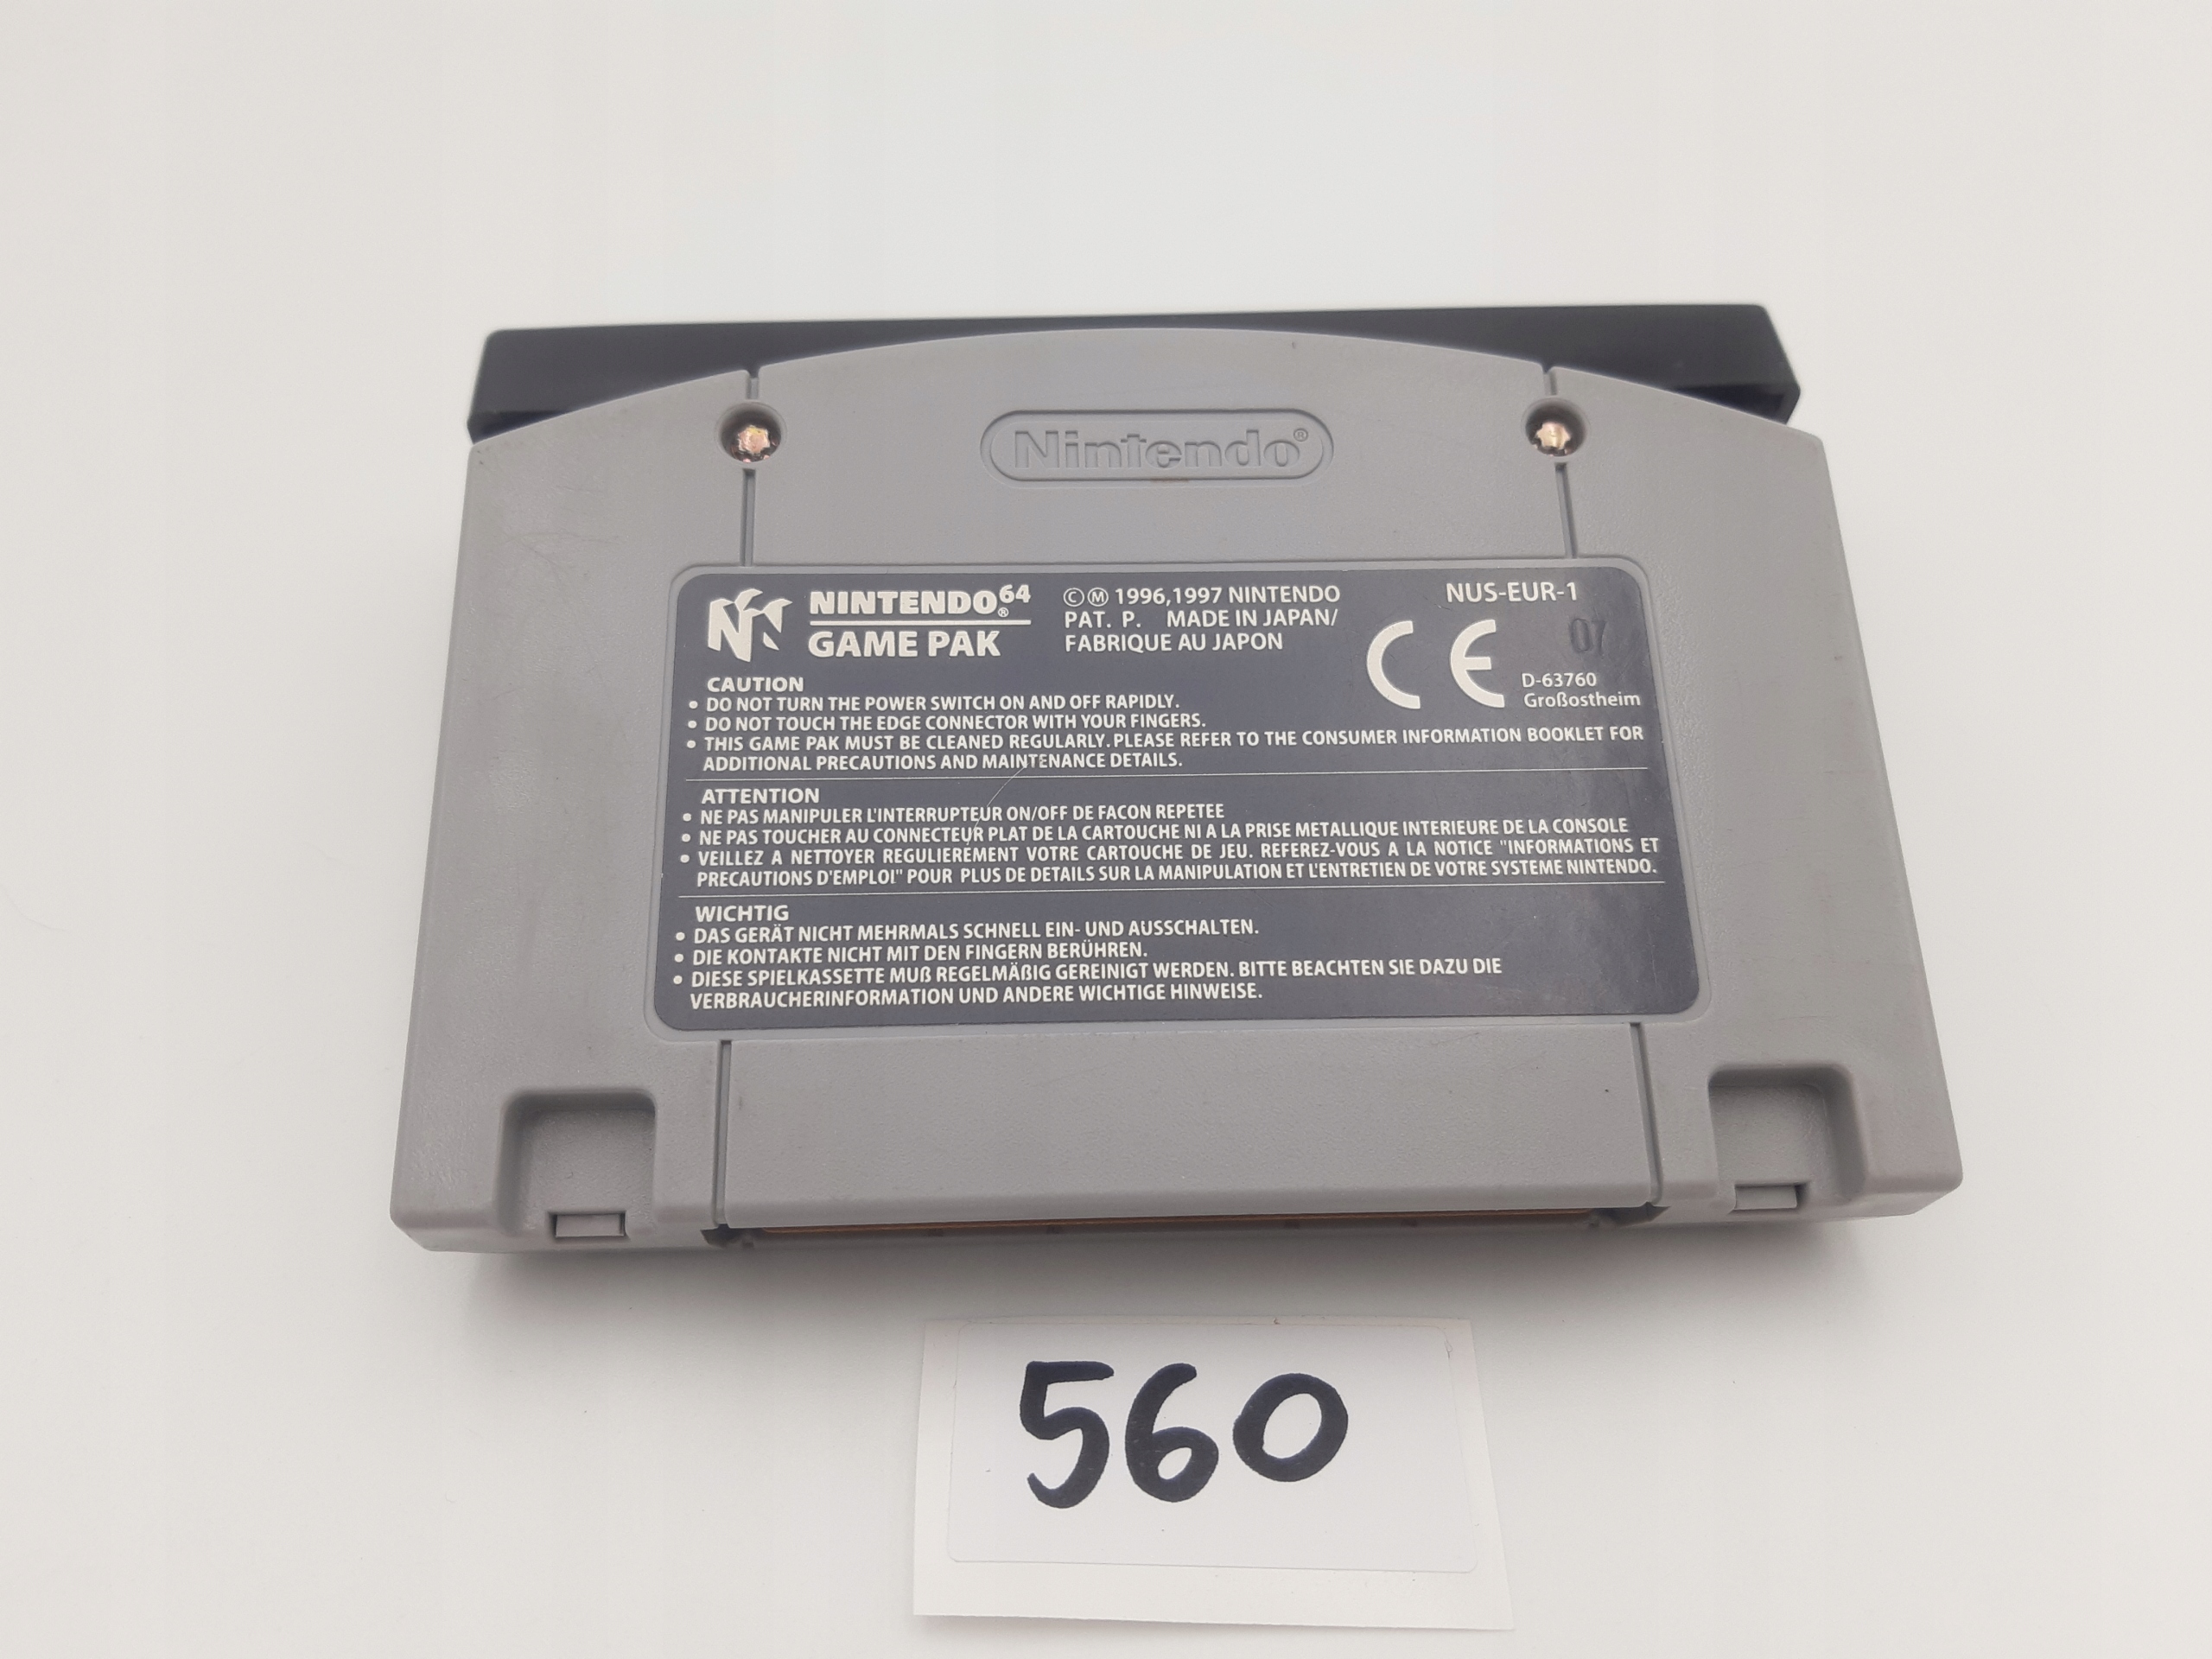 Nintendo®
NINTENDO64®
GAME PAK
©Ⓜ 1996,1997 NINTENDO
PAT. P. MADE IN JAPAN/
FABRIQUE AU JAPON
NUS-EUR-1
07
CE
D-63760
Großostheim
CAUTION
• DO NOT TURN THE POWER SWITCH ON AND OFF RAPIDLY.
• DO NOT TOUCH THE EDGE CONNECTOR WITH YOUR FINGERS.
• THIS GAME PAK MUST BE CLEANED REGULARLY. PLEASE REFER TO THE CONSUMER INFORMATION BOOKLET FOR
ADDITIONAL PRECAUTIONS AND MAINTENANCE DETAILS.
ATTENTION
• NE PAS MANIPULER L'INTERRUPTEUR ON/OFF DE FACON REPETEE
• NE PAS TOUCHER AU CONNECTEUR PLAT DE LA CARTOUCHE NI A LA PRISE METALLIQUE INTERIEURE DE LA CONSOLE
• VEILLEZ A NETTOYER REGULIEREMENT VOTRE CARTOUCHE DE JEU. REFEREZ-VOUS A LA NOTICE "INFORMATIONS ET
PRECAUTIONS D'EMPLOI" POUR PLUS DE DETAILS SUR LA MANIPULATION ET L'ENTRETIEN DE VOTRE SYSTEME NINTENDO.
WICHTIG
• DAS GERÄT NICHT MEHRMALS SCHNELL EIN- UND AUSSCHALTEN.
• DIE KONTAKTE NICHT MIT DEN FINGERN BERÜHREN.
• DIESE SPIELKASSETTE MUß REGELMÄßIG GEREINIGT WERDEN. BITTE BEACHTEN SIE DAZU DIE
VERBRAUCHERINFORMATION UND ANDERE WICHTIGE HINWEISE.
560